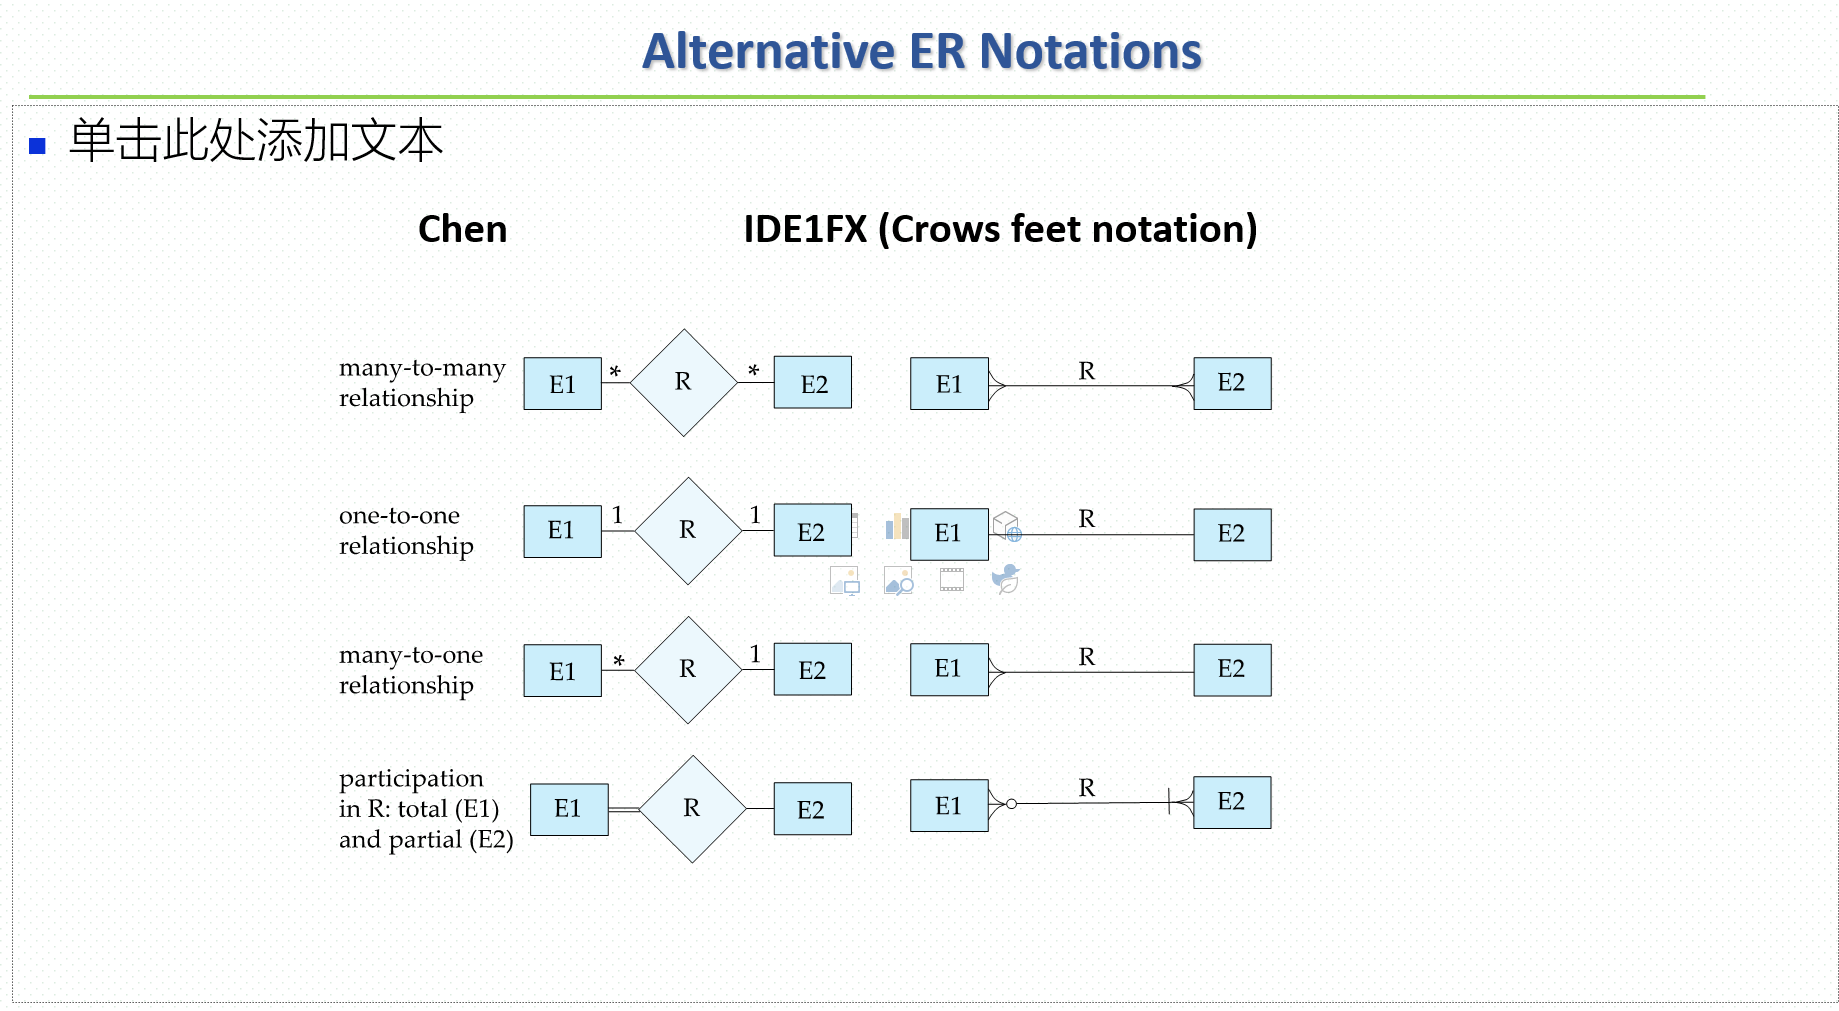 Alternative ER Notations
单击此处添加文本
Chen
IDE1FX (Crows feet notation)
many-to-many
relationship
E1 * R * E2
E1 R E2
one-to-one
relationship
E1 1 R 1 E2
E1 R E2
many-to-one
relationship
E1 * R 1 E2
E1 R E2
participation
in R: total (E1)
and partial (E2)
E1 R E2
E1 R E2